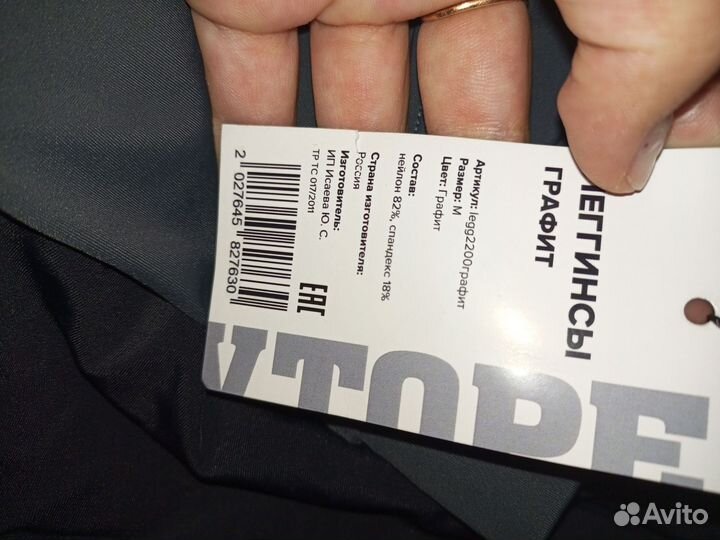 ЛЕГГИНСЫ
ГРАФИТ
Артикул: legg2200графит
Размер: M
Цвет: Графит
Состав:
нейлон 82%, спандекс 18%
Страна изготовителя:
Россия
Изготовитель:
ИП Исаева Ю. С.
ТР ТС 017/2011
2 027645 827630
EAC
Avito